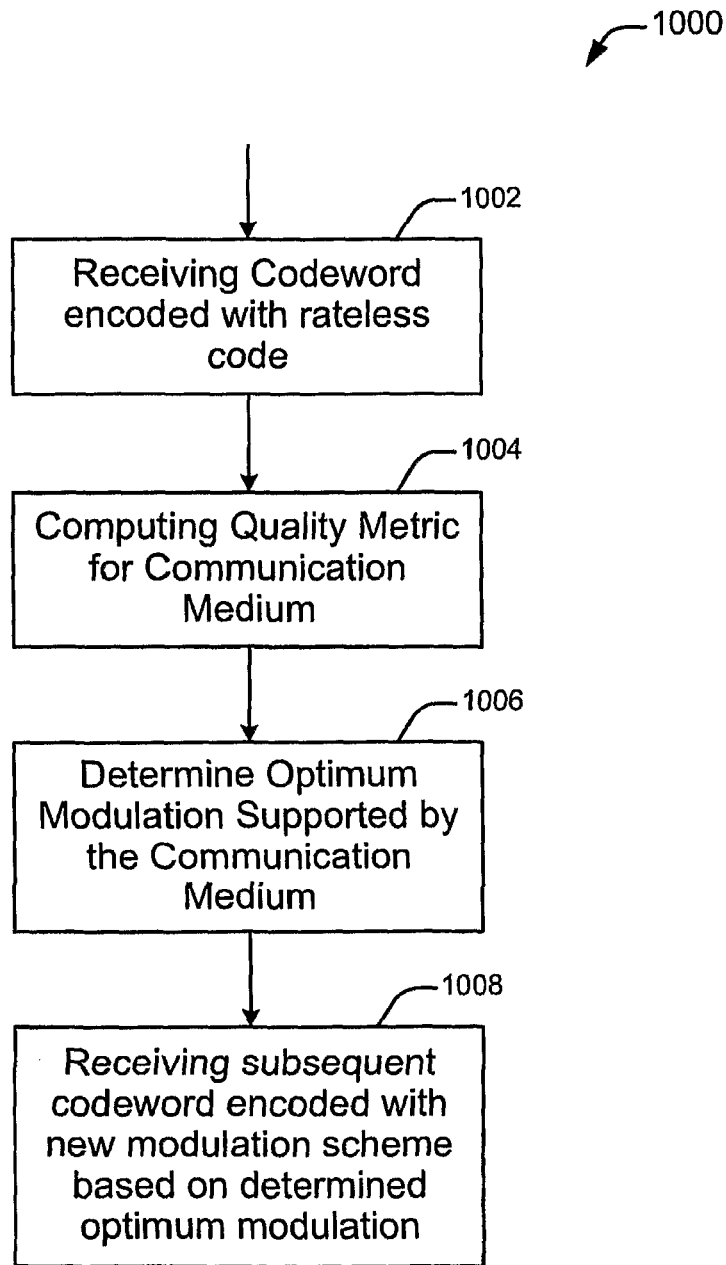 1000
1002
Receiving Codeword
encoded with rateless
code
1004
Computing Quality Metric
for Communication
Medium
1006
Determine Optimum
Modulation Supported by
the Communication
Medium
1008
Receiving subsequent
codeword encoded with
new modulation scheme
based on determined
optimum modulation